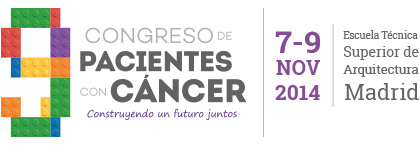 9
CONGRESO DE
PACIENTES
CON CÁNCER
Construyendo un futuro juntos
7-9
NOV
2014
Escuela Técnica
Superior de
Arquitectura
Madrid